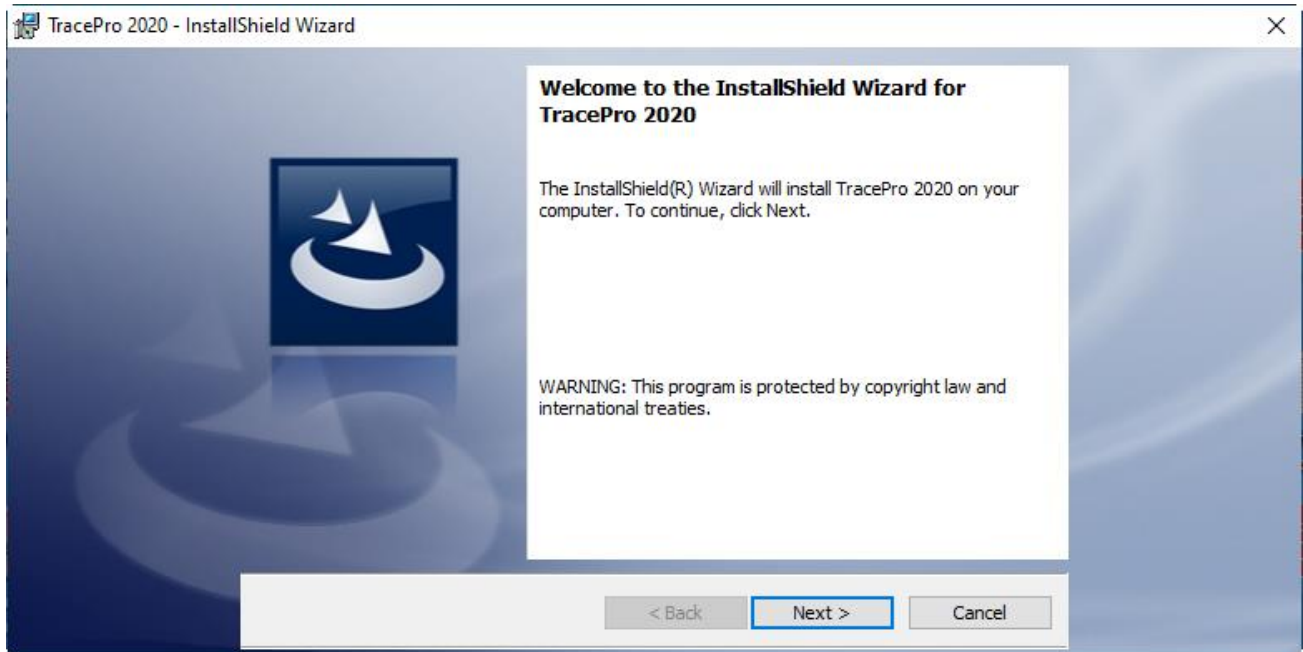 TracePro 2020 - InstallShield Wizard
Welcome to the InstallShield Wizard for
TracePro 2020
The InstallShield(R) Wizard will install TracePro 2020 on your
computer. To continue, click Next.
WARNING: This program is protected by copyright law and
international treaties.
< Back Next > Cancel